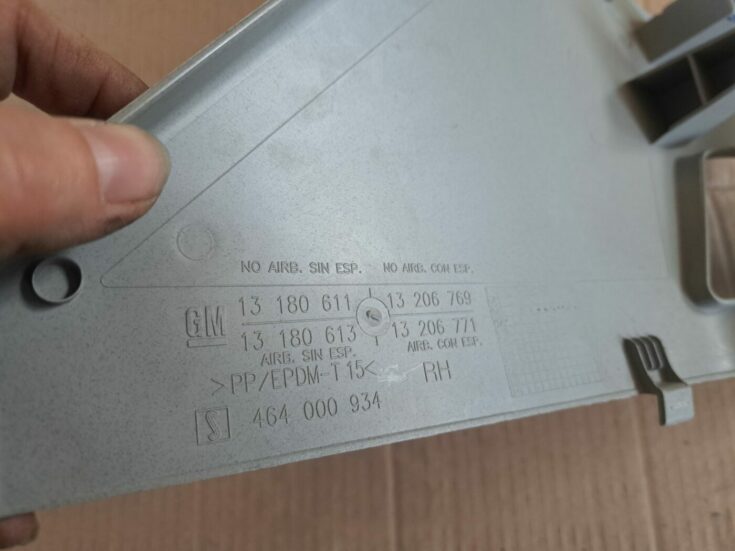 NO AIRB. SIN ESP. NO AIRB. CON ESP.
GM 13 180 611 13 206 769
13 180 613 13 206 771
AIRB. SIN ESP. AIRB. CON ESP.
>PP/EPDM-T15< RH
S 464 000 934